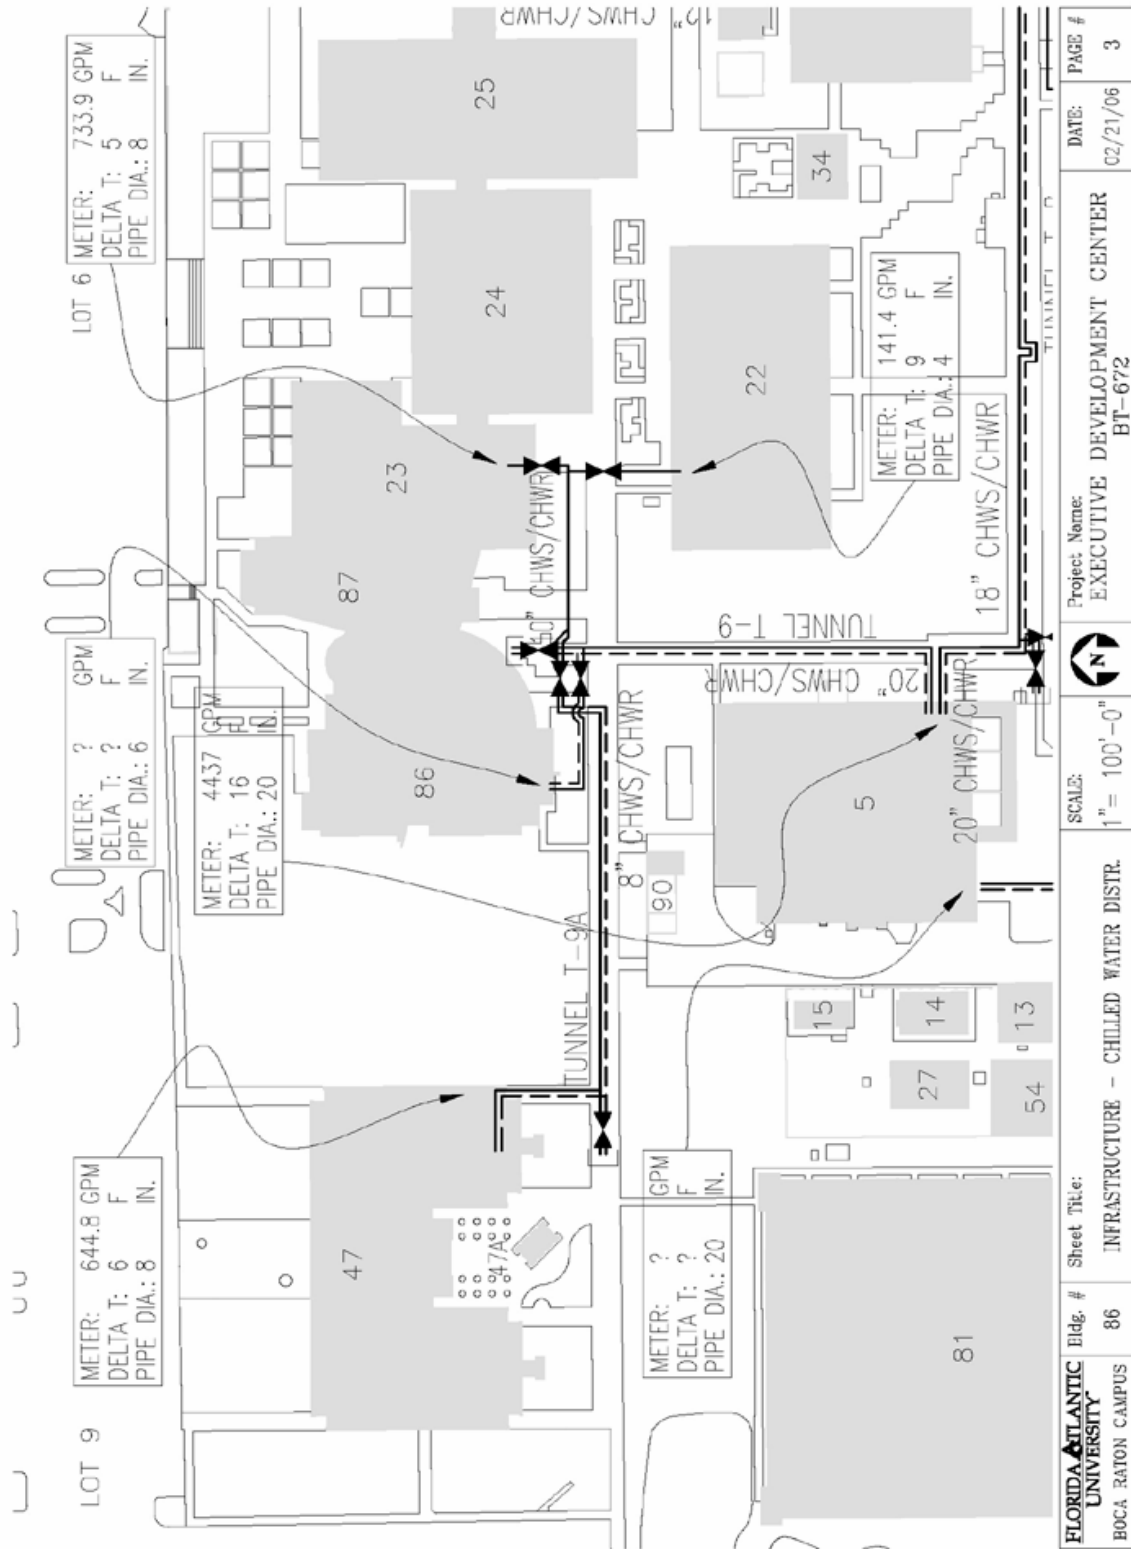 LOT 9
METER: 644.8 GPM
DELTA T: 6 F
PIPE DIA.: 8 IN.
METER: ? GPM
DELTA T: ? F
PIPE DIA.: 6 IN.
METER: 4437 GPM
DELTA T: 16 F
PIPE DIA.: 20 IN.
LOT 6
METER: 733.9 GPM
DELTA T: 5 F
PIPE DIA.: 8 IN.
47
47A
86
87
23
24
25
12" CHWS/CHWR
TUNNEL T-9A
8" CHWS/CHWR
CHWS/CHWR
METER: ? GPM
DELTA T: ? F
PIPE DIA.: 20 IN.
90
20" CHWS/CHWR
TUNNEL T-9
22
34
METER: 141.4 GPM
DELTA T: 9 F
PIPE DIA.: 4 IN.
81
15
14
13
27
54
5
20" CHWS/CHWR
18" CHWS/CHWR
FLORIDA ATLANTIC
UNIVERSITY
BOCA RATON CAMPUS
Bldg. #
86
Sheet Title:
INFRASTRUCTURE - CHILLED WATER DISTR.
SCALE:
1" = 100'-0"
N
Project Name:
EXECUTIVE DEVELOPMENT CENTER
BT-672
DATE:
02/21/06
PAGE #
3